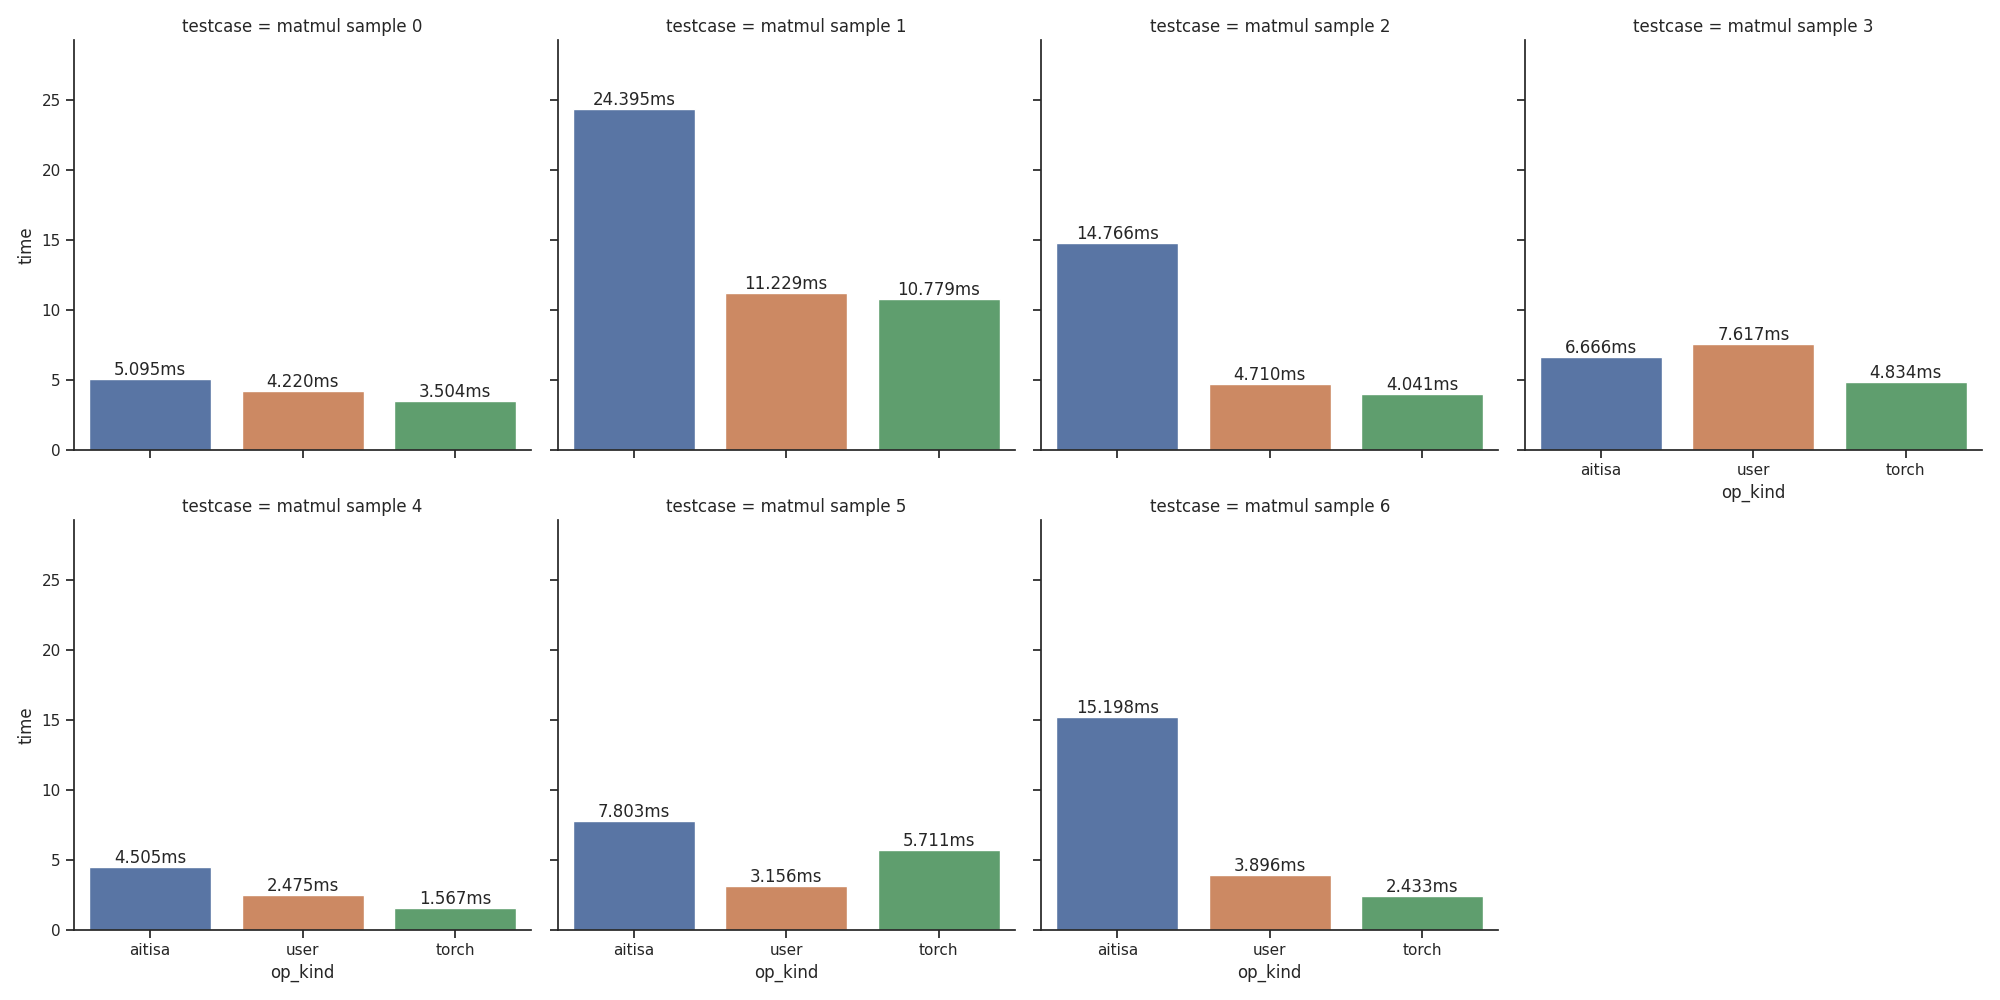 testcase = matmul sample 0
testcase = matmul sample 1
testcase = matmul sample 2
testcase = matmul sample 3
time
25
20
15
10
5
0
5.095ms
4.220ms
3.504ms
24.395ms
11.229ms
10.779ms
14.766ms
4.710ms
4.041ms
6.666ms
7.617ms
4.834ms
aitisa
user
torch
op_kind
testcase = matmul sample 4
testcase = matmul sample 5
testcase = matmul sample 6
time
25
20
15
10
5
0
4.505ms
2.475ms
1.567ms
7.803ms
3.156ms
5.711ms
15.198ms
3.896ms
2.433ms
aitisa
user
torch
op_kind
aitisa
user
torch
op_kind
aitisa
user
torch
op_kind